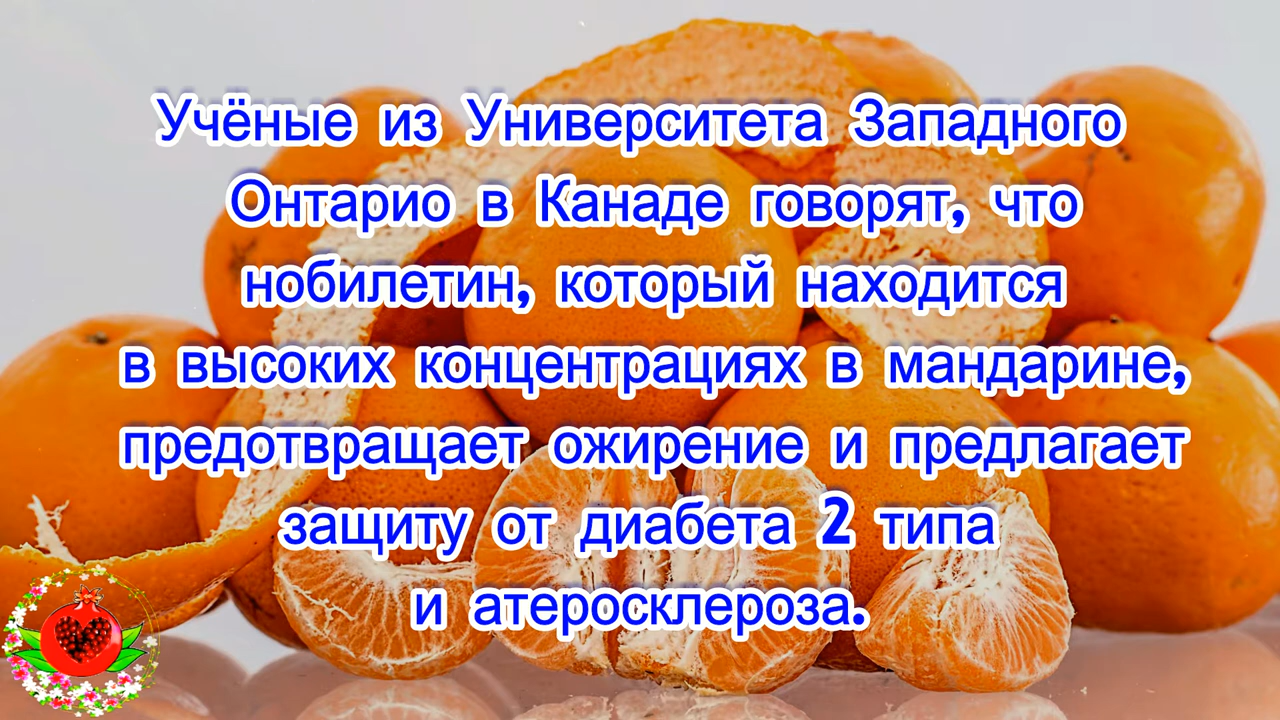 Учёные из Университета Западного
Онтарио в Канаде говорят, что
нобилетин, который находится
в высоких концентрациях в мандарине,
предотвращает ожирение и предлагает
защиту от диабета 2 типа
и атеросклероза.